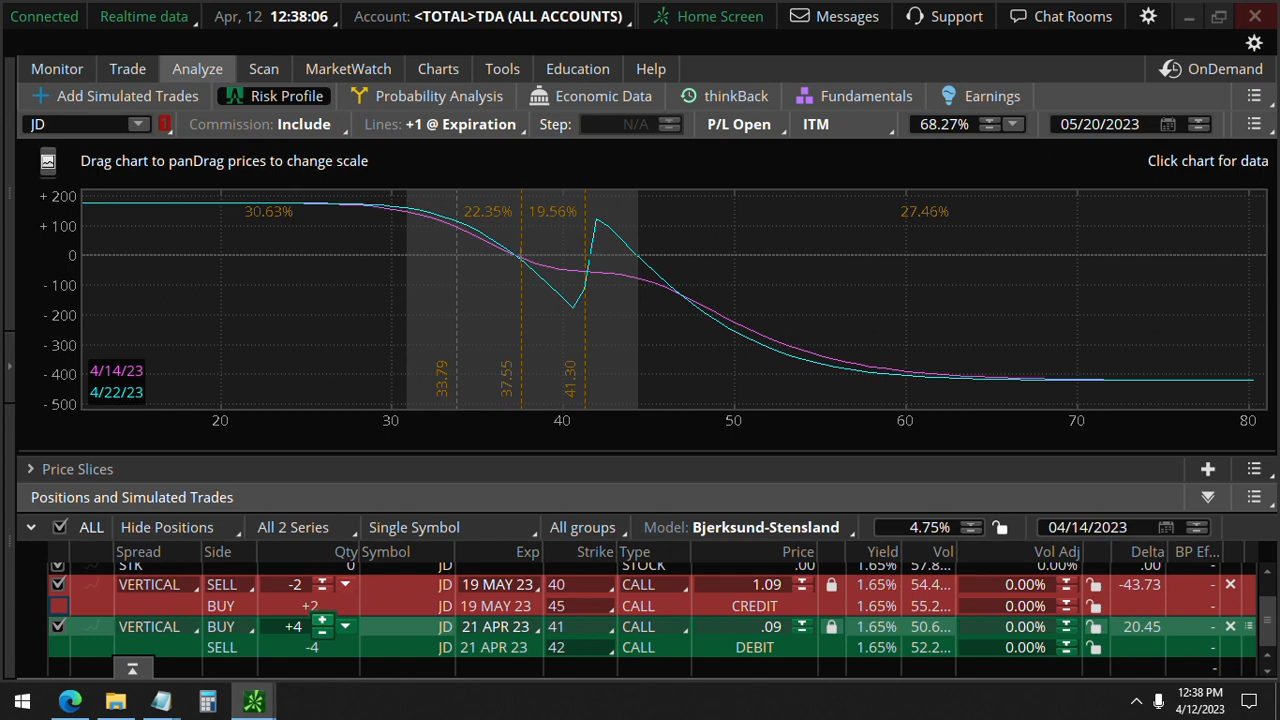 Connected Realtime data Apr, 12 12:38:06 Account: <TOTAL>TDA (ALL ACCOUNTS) Home Screen Messages Support Chat Rooms
Monitor Trade Analyze Scan MarketWatch Charts Tools Education Help OnDemand
Add Simulated Trades Risk Profile Probability Analysis Economic Data thinkBack Fundamentals Earnings
JD 1 Commission: Include Lines: +1 @ Expiration Step: N/A P/L Open ITM 68.27% 05/20/2023
Drag chart to panDrag prices to change scale Click chart for data
+ 200
30.63% 22.35% 19.56% 27.46%
+ 100
0
- 100
- 200
- 300
33.79 37.55 41.30
4/14/23
- 400
4/22/23
- 500
20 30 40 50 60 70 80
Price Slices
Positions and Simulated Trades
ALL Hide Positions All 2 Series Single Symbol All groups Model: Bjerksund-Stensland 4.75% 04/14/2023
Spread Side Qty Symbol Exp Strike Type Price Yield Vol Vol Adj Delta BP Ef...
STK 0 JD STOCK .00 1.65% 57.8... 0.00% .00 -
VERTICAL SELL -2 JD 19 MAY 23 40 CALL 1.09 1.65% 54.4... 0.00% -43.73 -
BUY +2 JD 19 MAY 23 45 CALL CREDIT 1.65% 55.2... 0.00% -
VERTICAL BUY +4 JD 21 APR 23 41 CALL .09 1.65% 50.6... 0.00% 20.45 -
SELL -4 JD 21 APR 23 42 CALL DEBIT 1.65% 52.2... 0.00% -
-
12:38 PM
4/12/2023